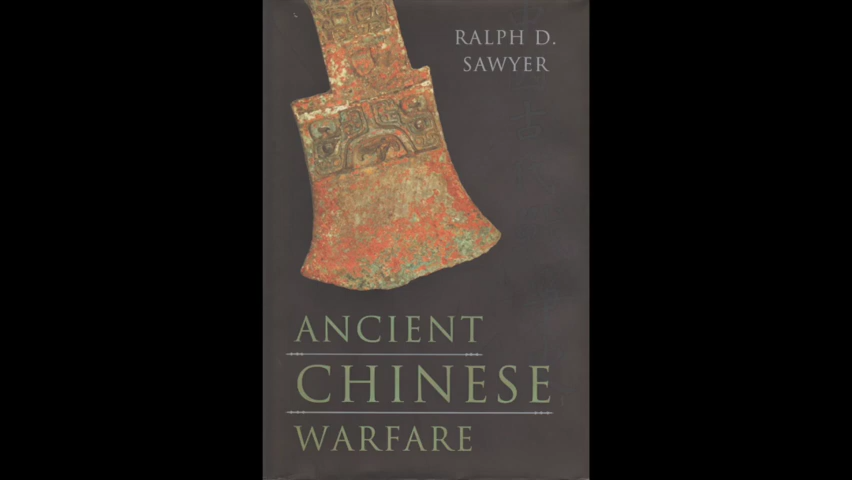 RALPH D.
SAWYER
ANCIENT
CHINESE
WARFARE